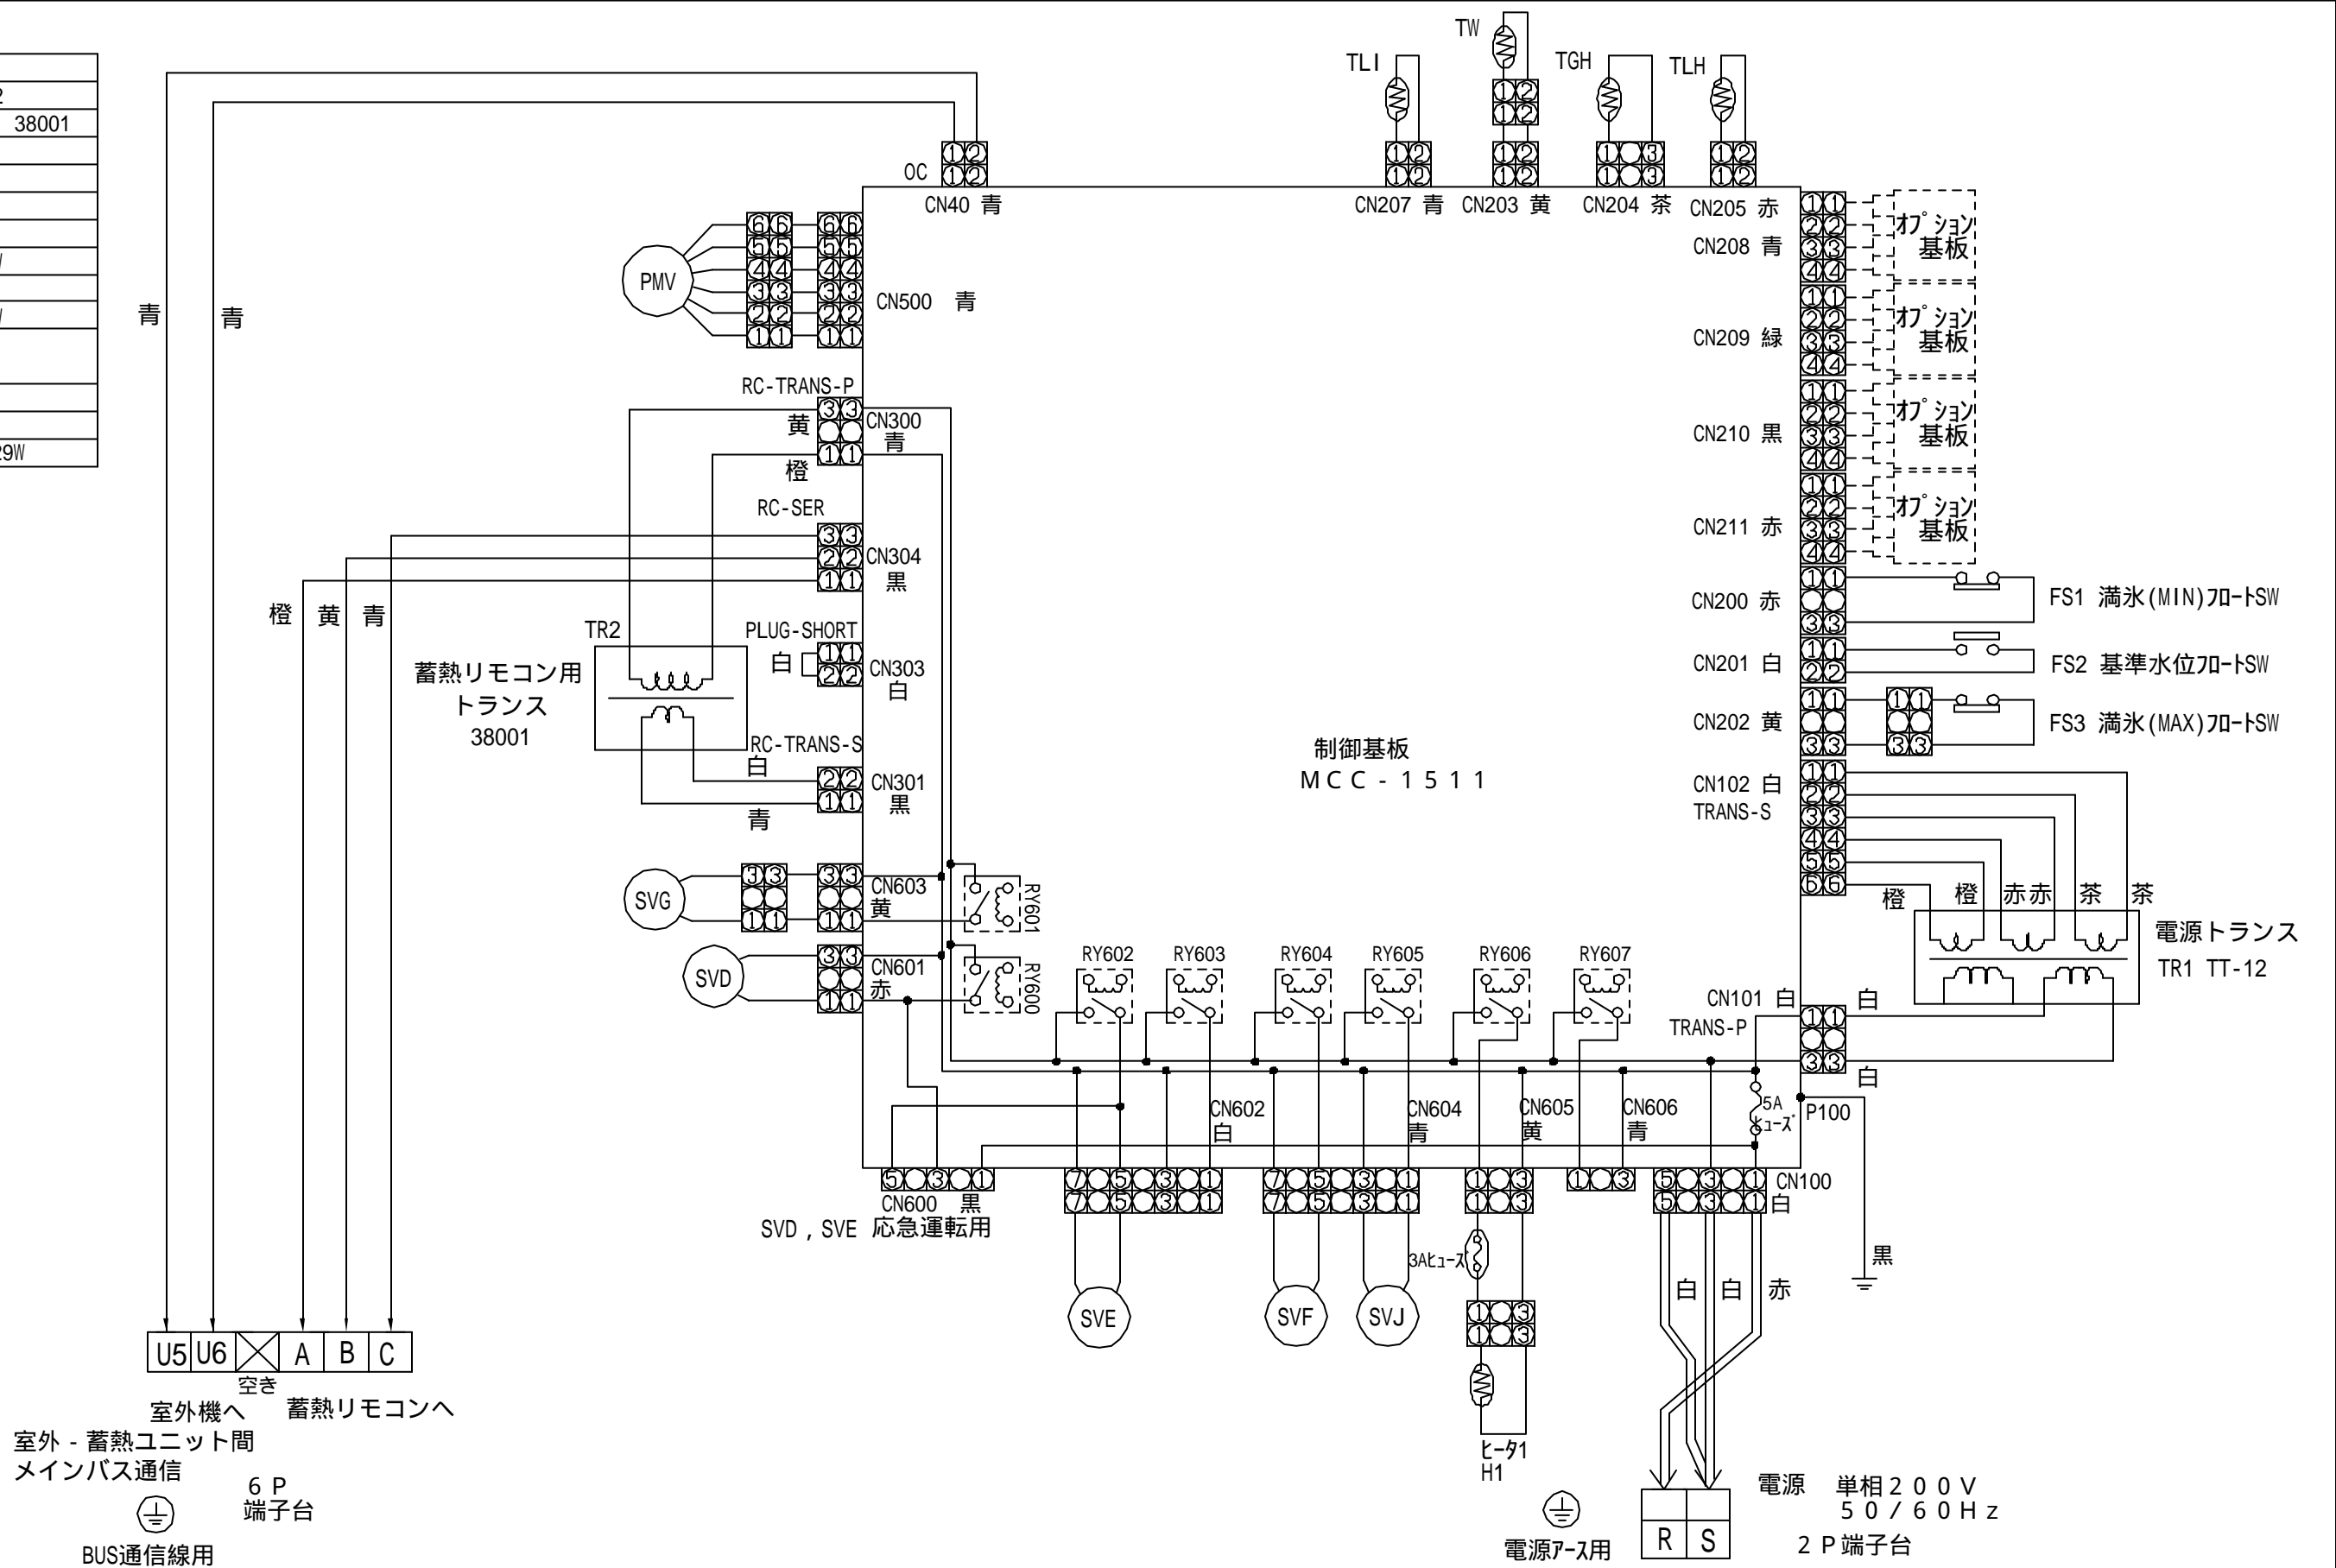 38001
29W
TW
TLI
TGH
TLH
OC
CN40 青
CN207 青
CN203 黄
CN204 茶
CN205 赤
CN208 青
オプション
基板
CN209 緑
オプション
基板
CN210 黒
オプション
基板
CN211 赤
オプション
基板
青
青
PMV
CN500 青
RC-TRANS-P
黄
CN300
青
橙
RC-SER
CN304
黒
橙 黄 青
TR2
蓄熱リモコン用
トランス
38001
PLUG-SHORT
白
CN303
白
RC-TRANS-S
白
CN301
黒
青
制御基板
MCC-1511
CN200 赤
FS1 満氷(MIN)フロートSW
CN201 白
FS2 基準水位フロートSW
CN202 黄
FS3 満氷(MAX)フロートSW
CN102 白
TRANS-S
橙 橙 赤 赤 茶 茶
電源トランス
TR1 TT-12
SVG
CN603
黄
RY601
SVD
CN601
赤
RY600
RY602
RY603
RY604
RY605
RY606
RY607
CN101 白
TRANS-P
白
白
CN602
白
CN604
青
CN605
黄
CN606
青
5A
ヒューズ
P100
CN600 黒
SVD , SVE 応急運転用
CN100
白
3Aヒューズ
SVE
SVF
SVJ
白 白 赤
黒
ヒータ1
H1
U5 U6 A B C
空き
室外機へ
蓄熱リモコンへ
室外 - 蓄熱ユニット間
メインバス通信
6P
端子台
BUS通信線用
電源アース用
R S
電源 単相200V
50/60Hz
2P端子台